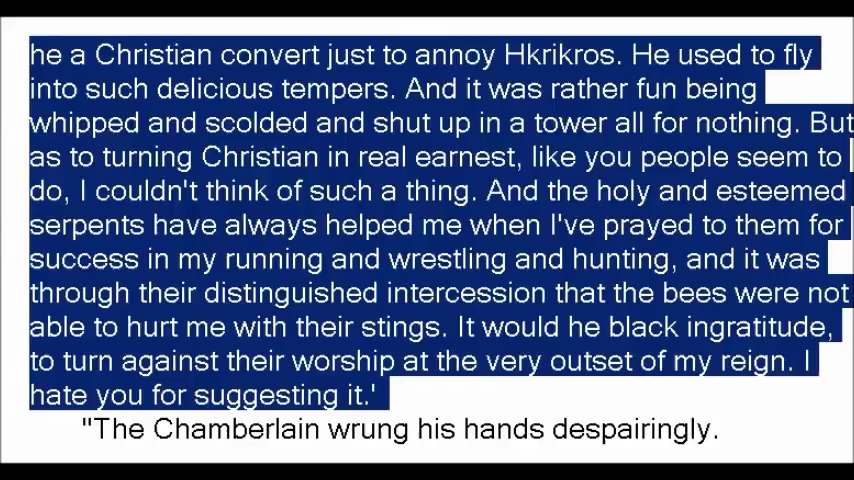 he a Christian convert just to annoy Hkrikros. He used to fly
into such delicious tempers. And it was rather fun being
whipped and scolded and shut up in a tower all for nothing. But
as to turning Christian in real earnest, like you people seem to
do, I couldn't think of such a thing. And the holy and esteemed
serpents have always helped me when I've prayed to them for
success in my running and wrestling and hunting, and it was
through their distinguished intercession that the bees were not
able to hurt me with their stings. It would he black ingratitude,
to turn against their worship at the very outset of my reign. I
hate you for suggesting it.'
"The Chamberlain wrung his hands despairingly.